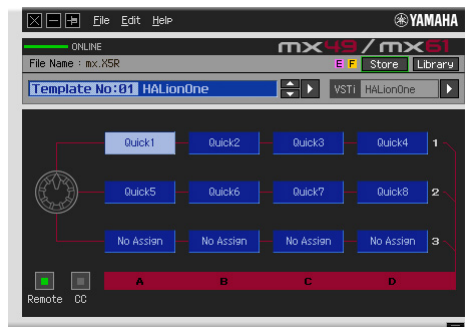 File Edit Help YAMAHA
ONLINE mx49/mx61
File Name : mx.X5R E F Store Library
Template No:01 HALionOne VSTi HALionOne
Quick1 Quick2 Quick3 Quick4 1
Quick5 Quick6 Quick7 Quick8 2
No Assign No Assign No Assign No Assign 3
A B C D
Remote CC